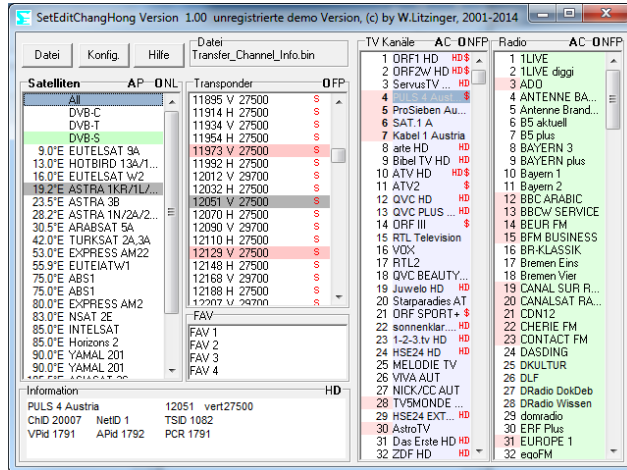 SetEditChangHong Version 1.00 unregistrierte demo Version, (c) by W.Litzinger, 2001-2014
Datei
Konfig.
Hilfe
Datei
Transfer_Channel_Info.bin
Satelliten AP ONL
All
DVB-C
DVB-T
DVB-S
9.0°E EUTELSAT 9A
13.0°E HOTBIRD 13A/1...
16.0°E EUTELSAT W2
19.2°E ASTRA 1KR/1L/...
23.5°E ASTRA 3B
28.2°E ASTRA 1N/2A/2...
30.5°E ARABSAT 5A
42.0°E TURKSAT 2A,3A
53.0°E EXPRESS AM22
55.9°E EUTEIATW1
75.0°E ABS1
75.0°E ABS1
80.0°E EXPRESS AM2
83.0°E NSAT 2E
85.0°E INTELSAT
85.0°E Horizons 2
90.0°E YAMAL 201
90.0°E YAMAL 201
Transponder OFP
11895 V 27500 S
11914 H 27500 S
11934 V 27500 S
11954 H 27500 S
11973 V 27500 S
11992 H 27500 S
12012 V 29700 S
12032 H 27500 S
12051 V 27500 S
12070 H 27500 S
12090 V 29700 S
12110 H 27500 S
12129 V 27500 S
12148 H 27500 S
12168 V 29700 S
12188 H 27500 S
12207 V 29700 S
FAV
FAV 1
FAV 2
FAV 3
FAV 4
TV Kanäle AC ONFP
1 ORF1 HD HD$
2 ORF2W HD HD$
3 ServusTV ... HD
4 PULS 4 Aust... $
5 ProSieben Au...
6 SAT.1 A
7 Kabel 1 Austria
8 arte HD HD
9 Bibel TV HD HD
10 ATV HD HD$
11 ATV2 $
12 QVC HD HD
13 QVC PLUS ... HD
14 ORF III $
15 RTL Television
16 VOX
17 RTL2
18 QVC BEAUTY...
19 Juwelo HD HD
20 Starparadies AT
21 ORF SPORT+ $
22 sonnenklar.... HD
23 1-2-3.tv HD HD
24 HSE24 HD HD
25 MELODIE TV
26 VIVA AUT
27 NICK/CC AUT
28 TV5MONDE ...
29 HSE24 EXT... HD
30 AstroTV
31 Das Erste HD HD
32 ZDF HD HD
Radio AC ONFP
1 1LIVE
2 1LIVE diggi
3 ADO
4 ANTENNE BA...
5 Antenne Brand...
6 B5 aktuell
7 B5 plus
8 BAYERN 3
9 BAYERN plus
10 Bayern 1
11 Bayern 2
12 BBC ARABIC
13 BBCW SERVICE
14 BEUR FM
15 BFM BUSINESS
16 BR-KLASSIK
17 Bremen Eins
18 Bremen Vier
19 CANAL SUR R...
20 CANALSAT RA...
21 CDN12
22 CHERIE FM
23 CONTACT FM
24 DASDING
25 DKULTUR
26 DLF
27 DRadio DokDeb
28 DRadio Wissen
29 domradio
30 ERF Plus
31 EUROPE 1
32 egoFM
Information HD
PULS 4 Austria 12051 vert27500
ChID 20007 NetID 1 TSID 1082
VPid 1791 APid 1792 PCR 1791